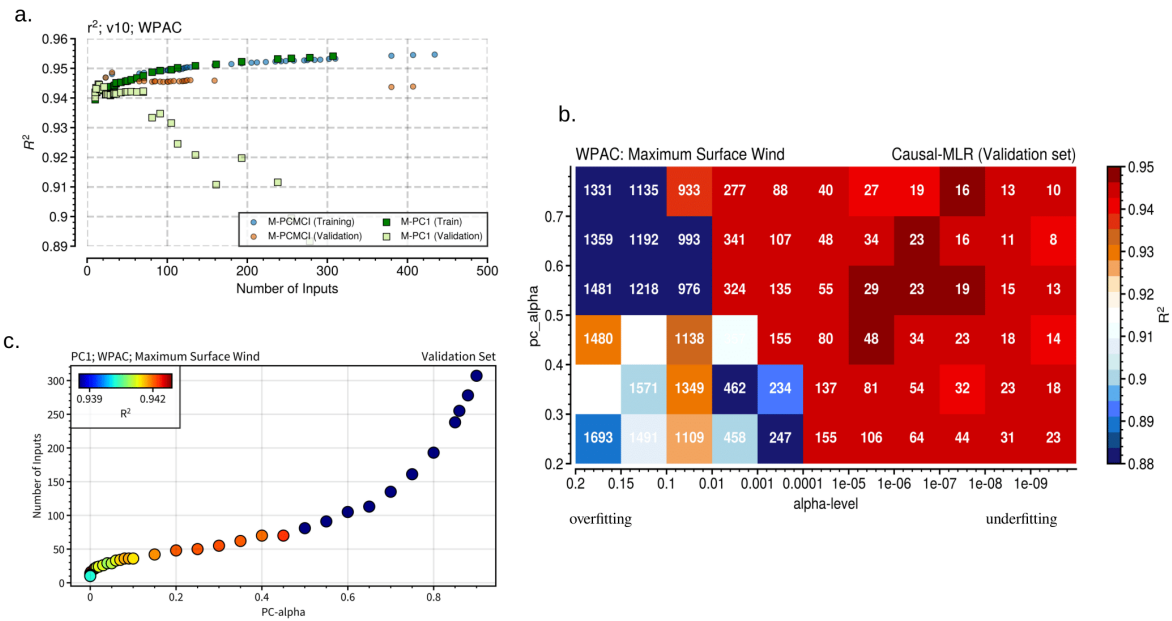 a.
r²; v10; WPAC
0.96
0.95
0.94
0.93
0.92
0.91
0.9
0.89
R²
M-PCMCI (Training)
M-PCMCI (Validation)
M-PC1 (Train)
M-PC1 (Validation)
0 100 200 300 400 500
Number of Inputs
b.
WPAC: Maximum Surface Wind Causal-MLR (Validation set)
1331 1135 933 277 88 40 27 19 16 13 10
1359 1192 993 341 107 48 34 23 16 11 8
1481 1218 976 324 135 55 29 23 19 15 13
1480 1138 155 80 48 34 23 18 14
1571 1349 462 234 137 81 54 32 23 18
1693 1491 1109 458 247 155 106 64 44 31 23
0.7
0.6
0.5
0.4
0.3
0.2
pc_alpha
0.2 0.15 0.1 0.01 0.001 0.0001 1e-05 1e-06 1e-07 1e-08 1e-09
alpha-level
overfitting underfitting
0.95
0.94
0.93
0.92
0.91
0.9
0.89
0.88
R²
c.
PC1; WPAC; Maximum Surface Wind Validation Set
0.939 0.942
R²
300
250
200
150
100
50
0
Number of Inputs
0 0.2 0.4 0.6 0.8
PC-alpha